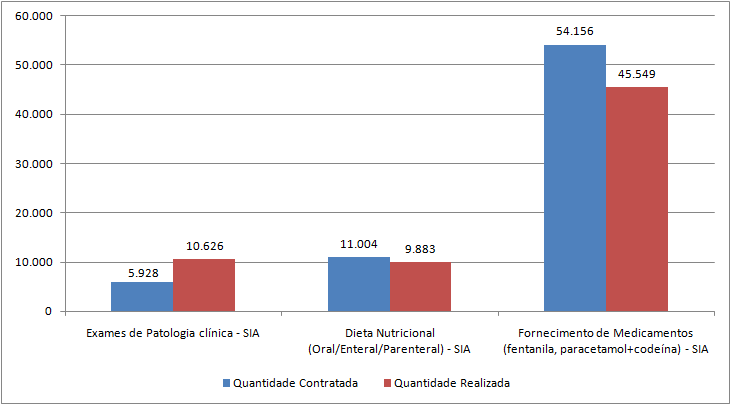 60.000
50.000
40.000
30.000
20.000
10.000
0
5.928
10.626
11.004
9.883
54.156
45.549
Exames de Patologia clínica - SIA
Dieta Nutricional
(Oral/Enteral/Parenteral) - SIA
Fornecimento de Medicamentos
(fentanila, paracetamol+codeína) - SIA
Quantidade Contratada
Quantidade Realizada